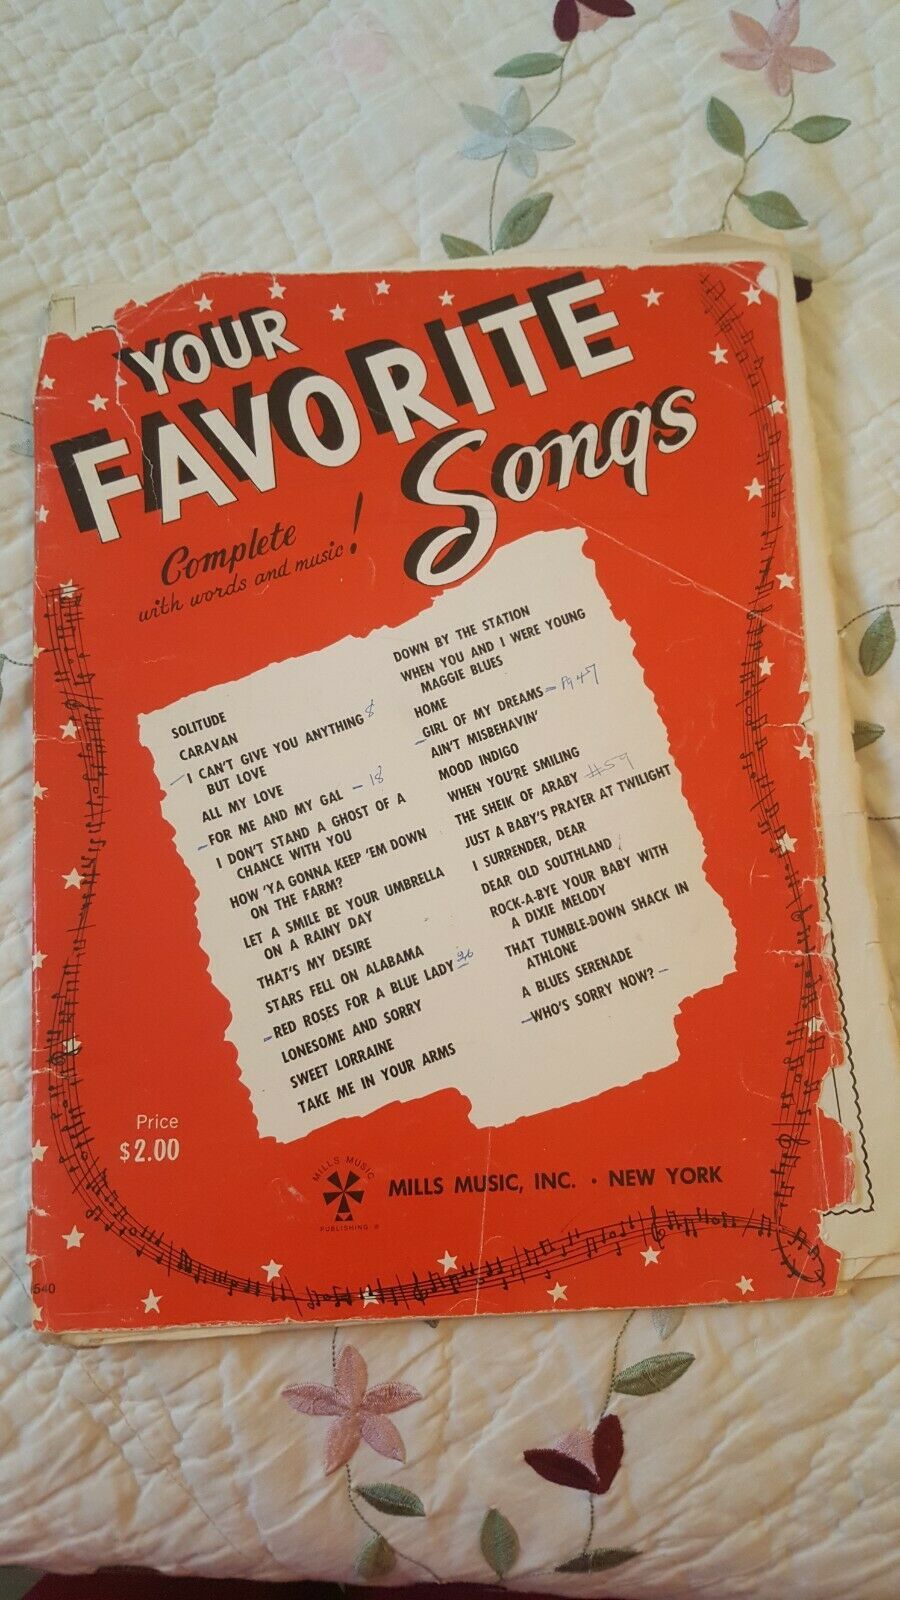 YOUR
FAVORITE
Songs
Complete
with words and music!
SOLITUDE
CARAVAN
– I CAN'T GIVE YOU ANYTHING 8
BUT LOVE
ALL MY LOVE
– FOR ME AND MY GAL – 18
I DON'T STAND A GHOST OF A
CHANCE WITH YOU
HOW 'YA GONNA KEEP 'EM DOWN
ON THE FARM?
LET A SMILE BE YOUR UMBRELLA
ON A RAINY DAY
THAT'S MY DESIRE
STARS FELL ON ALABAMA
– RED ROSES FOR A BLUE LADY 26
LONESOME AND SORRY
SWEET LORRAINE
TAKE ME IN YOUR ARMS
DOWN BY THE STATION
WHEN YOU AND I WERE YOUNG
MAGGIE BLUES
HOME
– GIRL OF MY DREAMS – Pg 47
AIN'T MISBEHAVIN'
MOOD INDIGO
WHEN YOU'RE SMILING
THE SHEIK OF ARABY #59
JUST A BABY'S PRAYER AT TWILIGHT
I SURRENDER, DEAR
DEAR OLD SOUTHLAND
ROCK-A-BYE YOUR BABY WITH
A DIXIE MELODY
THAT TUMBLE-DOWN SHACK IN
ATHLONE
A BLUES SERENADE
– WHO'S SORRY NOW? –
Price
$2.00
MILLS MUSIC
PUBLISHING ®
MILLS MUSIC, INC. • NEW YORK
540